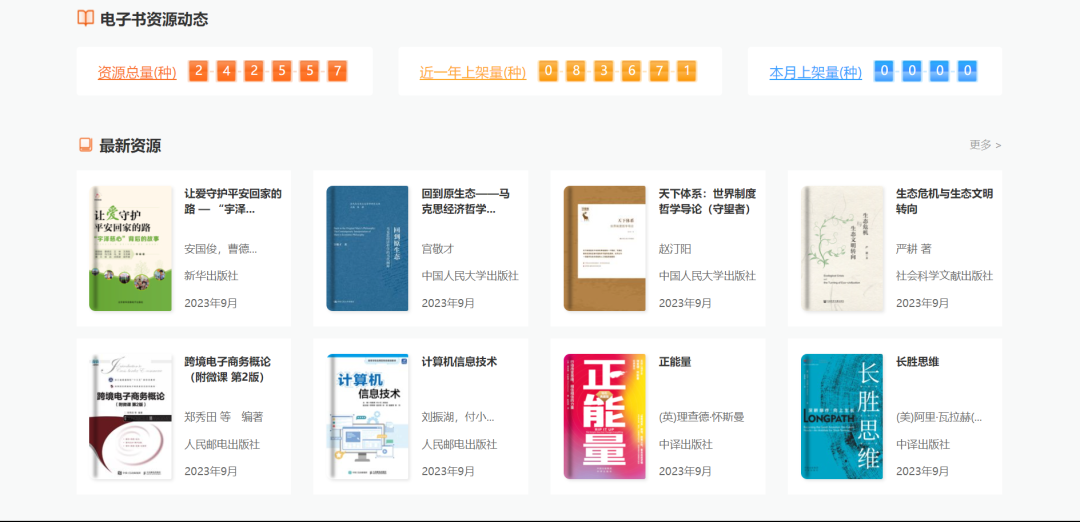 电子书资源动态
资源总量(种) 2 4 2 5 5 7
近一年上架量(种) 0 8 3 6 7 1
本月上架量(种) 0 0 0 0
最新资源
更多 >
让爱守护
平安回家的路
“宇泽慈心”背后的故事
让爱守护平安回家的
路 — “宇泽...
安国俊，曹德...
新华出版社
2023年9月
回到原生态
回到原生态——马
克思经济哲学...
宫敬才
中国人民大学出版社
2023年9月
天下体系
天下体系：世界制度
哲学导论（守望者）
赵汀阳
中国人民大学出版社
2023年9月
生态危机
与
生态文明转向
生态危机与生态文明
转向
严耕 著
社会科学文献出版社
2023年9月
跨境电子商务概论
（附微课 第2版）
跨境电子商务概论
（附微课 第2版）
郑秀田 等　编著
人民邮电出版社
2023年9月
计算机
信息技术
计算机信息技术
刘振湖，付小...
人民邮电出版社
2023年9月
正能量
RIP IT UP
正能量
(英)理查德·怀斯曼
中译出版社
2023年9月
长胜思维
LONGPATH
长胜思维
(美)阿里·瓦拉赫(...
中译出版社
2023年9月